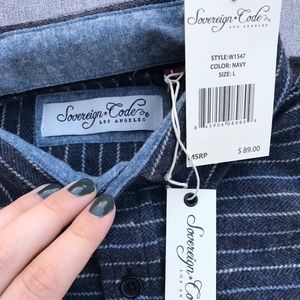 Sovereign Code
LOS ANGELES
STYLE: W1547
COLOR: NAVY
SIZE: L
MSRP
$ 89.00
Sovereign Code®
LOS ANGELES
Sovereign Code
LOS AN